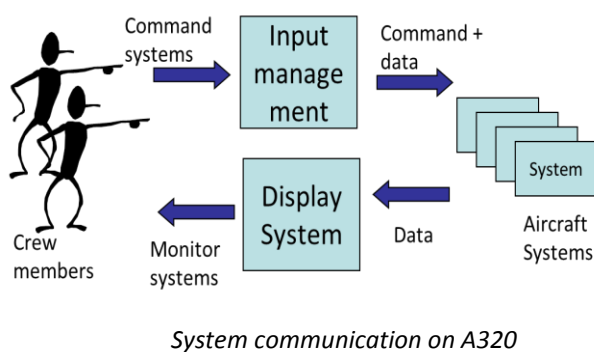 Command
systems
Input
manage
ment
Command +
data
System
Aircraft
Systems
Data
Display
System
Monitor
systems
Crew
members
System communication on A320